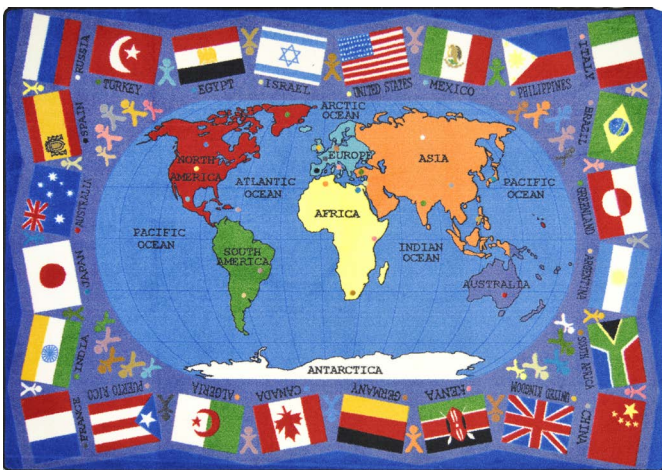 RUSSIA
TURKEY
EGYPT
ISRAEL
UNITED STATES
MEXICO
PHILIPPINES
ITALY
SPAIN
BRAZIL
AUSTRALIA
GREENLAND
JAPAN
ARGENTINA
INDIA
SOUTH AFRICA
FRANCE
PUERTO RICO
ALGERIA
CANADA
GERMANY
KENYA
UNITED KINGDOM
CHINA
ARCTIC
OCEAN
NORTH
AMERICA
EUROPE
ASIA
ATLANTIC
OCEAN
PACIFIC
OCEAN
AFRICA
PACIFIC
OCEAN
SOUTH
AMERICA
INDIAN
OCEAN
AUSTRALIA
ANTARCTICA